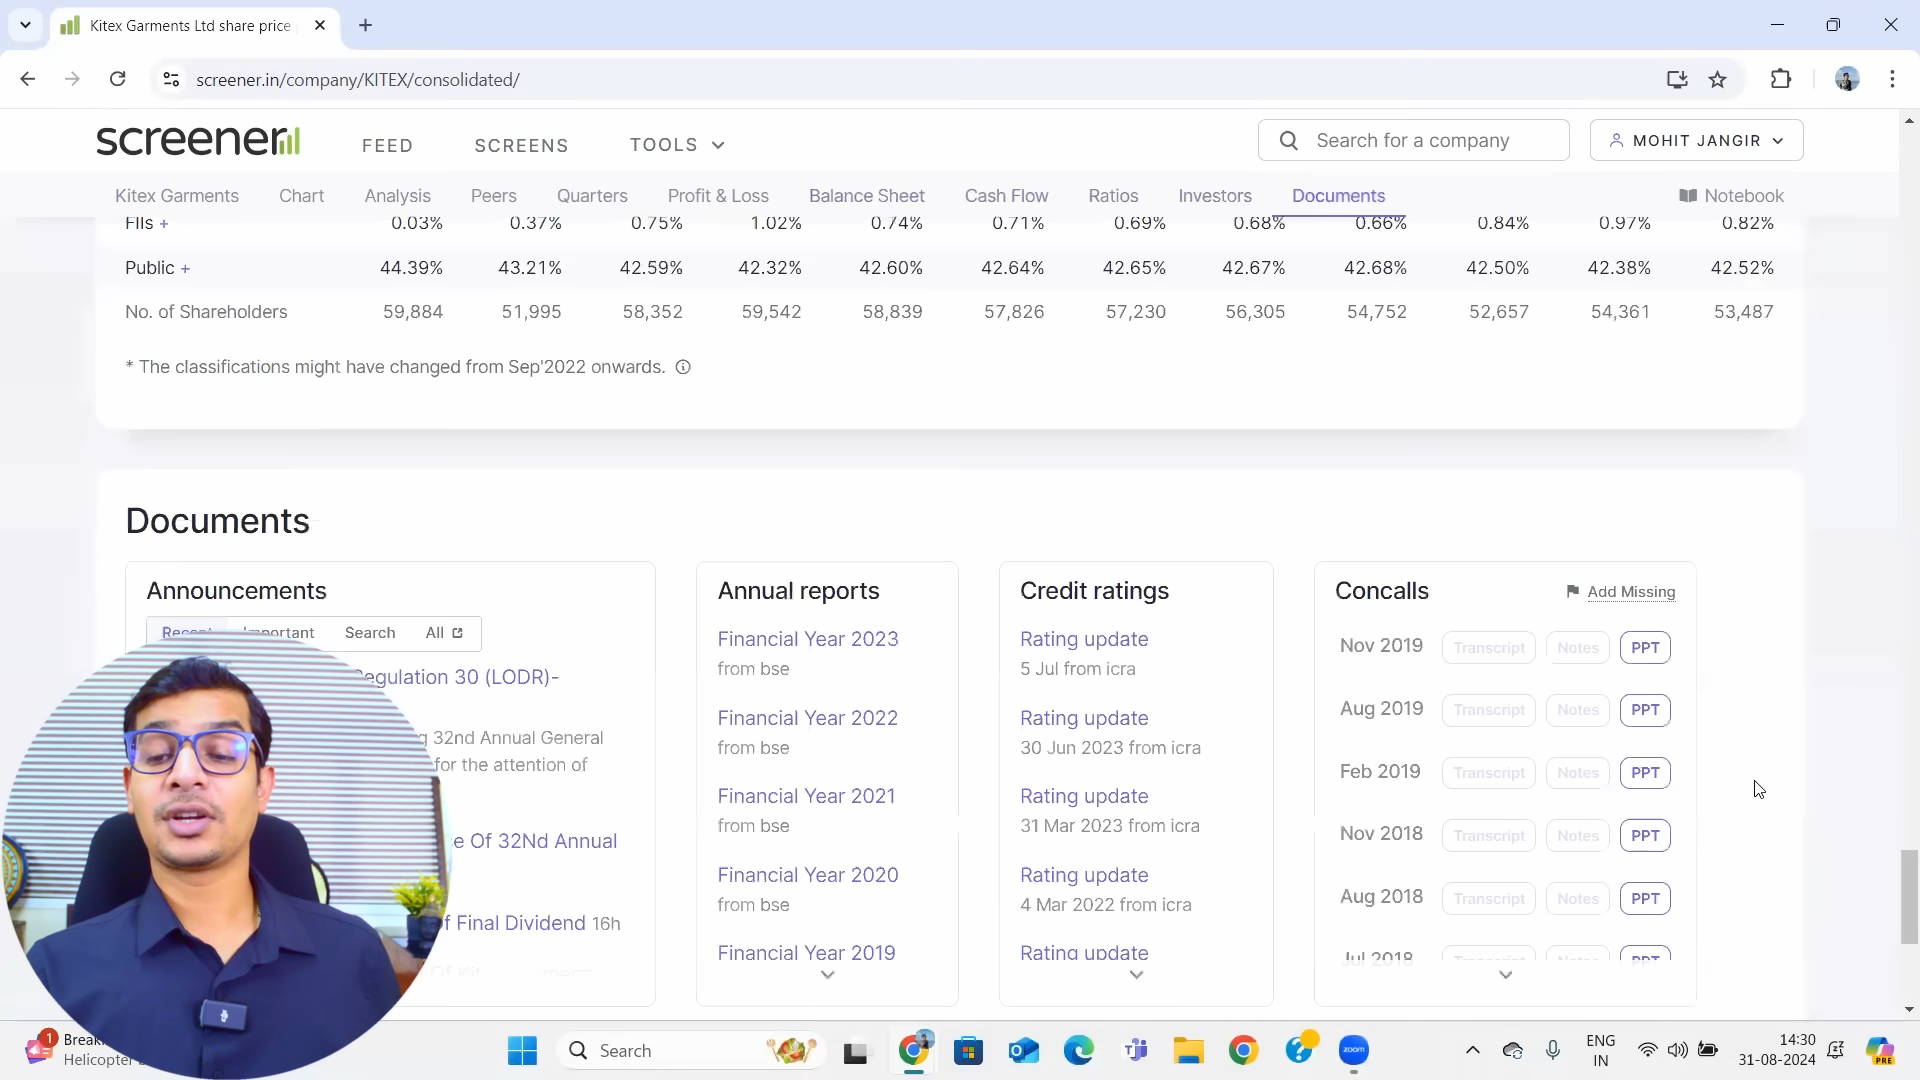 Kitex Garments Ltd share price
screener.in/company/KITEX/consolidated/
screener
FEED
SCREENS
TOOLS
Search for a company
MOHIT JANGIR
Kitex Garments
Chart
Analysis
Peers
Quarters
Profit & Loss
Balance Sheet
Cash Flow
Ratios
Investors
Documents
Notebook
FIIs + 0.03% 0.37% 0.75% 1.02% 0.74% 0.71% 0.69% 0.68% 0.66% 0.84% 0.97% 0.82%
Public + 44.39% 43.21% 42.59% 42.32% 42.60% 42.64% 42.65% 42.67% 42.68% 42.50% 42.38% 42.52%
No. of Shareholders 59,884 51,995 58,352 59,542 58,839 57,826 57,230 56,305 54,752 52,657 54,361 53,487
* The classifications might have changed from Sep'2022 onwards.
Documents
Announcements
Recent Important Search All
Regulation 30 (LODR)-
32nd Annual General
for the attention of
Of 32Nd Annual
Final Dividend 16h
Annual reports
Financial Year 2023
from bse
Financial Year 2022
from bse
Financial Year 2021
from bse
Financial Year 2020
from bse
Financial Year 2019
Credit ratings
Rating update
5 Jul from icra
Rating update
30 Jun 2023 from icra
Rating update
31 Mar 2023 from icra
Rating update
4 Mar 2022 from icra
Rating update
Concalls
Add Missing
Nov 2019 Transcript Notes PPT
Aug 2019 Transcript Notes PPT
Feb 2019 Transcript Notes PPT
Nov 2018 Transcript Notes PPT
Aug 2018 Transcript Notes PPT
Jul 2018 Transcript Notes PPT
1
Helicopter
Search
zoom
ENG
IN
14:30
31-08-2024
PRE